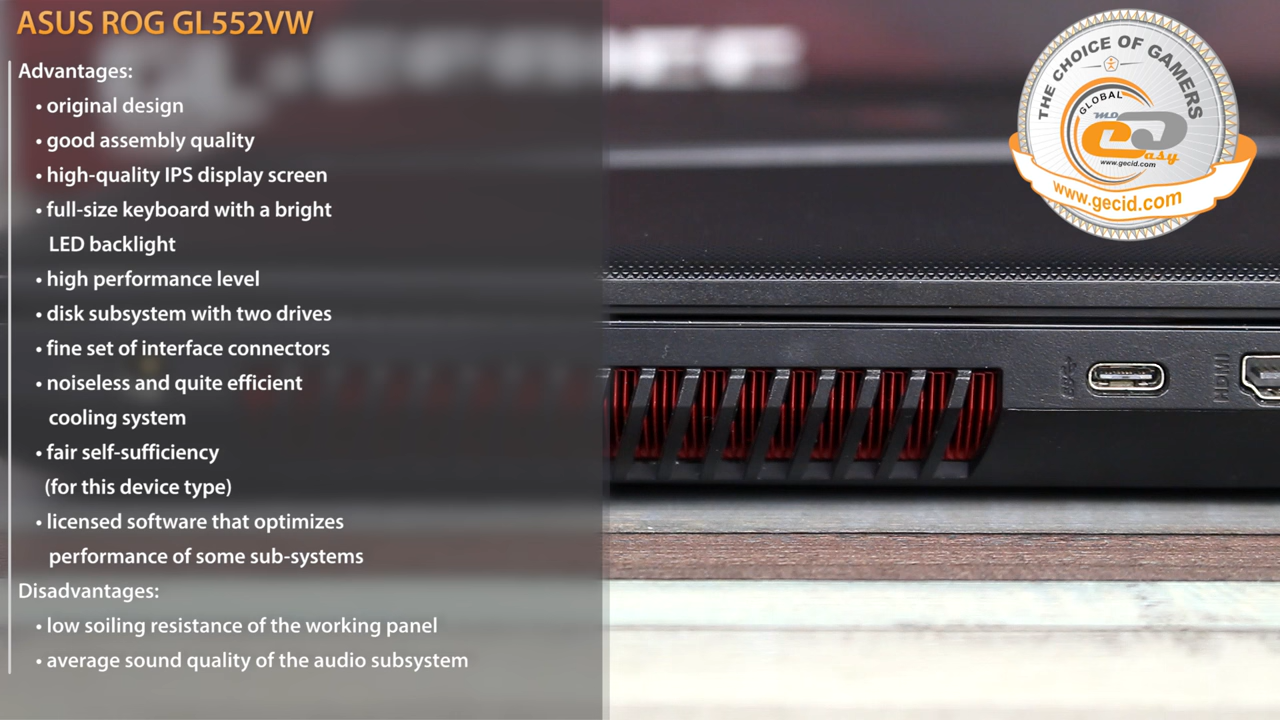 ASUS ROG GL552VW
Advantages:
• original design
• good assembly quality
• high-quality IPS display screen
• full-size keyboard with a bright
LED backlight
• high performance level
• disk subsystem with two drives
• fine set of interface connectors
• noiseless and quite efficient
cooling system
• fair self-sufficiency
(for this device type)
• licensed software that optimizes
performance of some sub-systems
Disadvantages:
• low soiling resistance of the working panel
• average sound quality of the audio subsystem
THE CHOICE OF GAMERS
GLOBAL
easy
www.gecid.com
www.gecid.com
HDMI